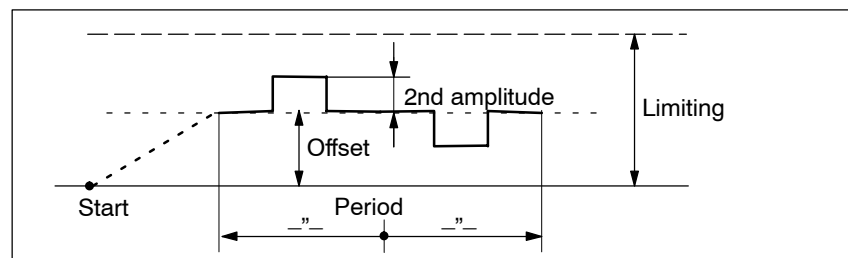 2nd amplitude
Limiting
Offset
Start
Period
_”_
_”_